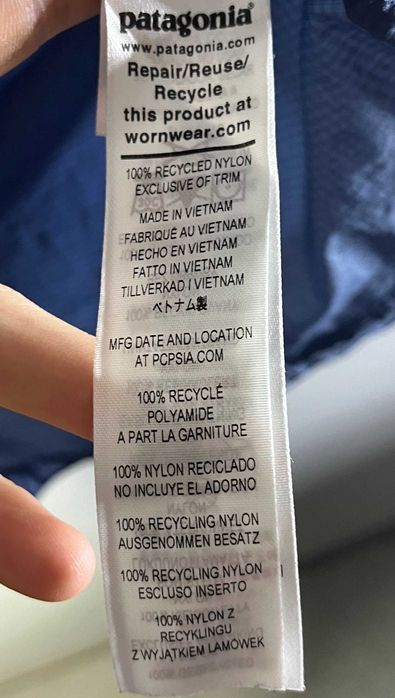 patagonia®
www.patagonia.com
Repair/Reuse/
Recycle
this product at
wornwear.com
100% RECYCLED NYLON
EXCLUSIVE OF TRIM
MADE IN VIETNAM
FABRIQUÉ AU VIETNAM
HECHO EN VIETNAM
FATTO IN VIETNAM
TILLVERKAD I VIETNAM
ベトナム製
MFG DATE AND LOCATION
AT PCPSIA.COM
100% RECYCLÉ
POLYAMIDE
A PART LA GARNITURE
100% NYLON RECICLADO
NO INCLUYE EL ADORNO
100% RECYCLING NYLON
AUSGENOMMEN BESATZ
100% RECYCLING NYLON
ESCLUSO INSERTO
100% NYLON Z
RECYKLINGU
Z WYJĄTKIEM LAMÓWEK